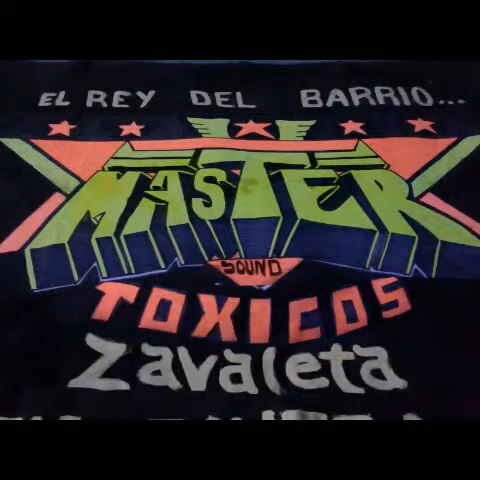 EL REY DEL BARRIO...
MASTER
SOUND
TOXICOS
Zavaleta